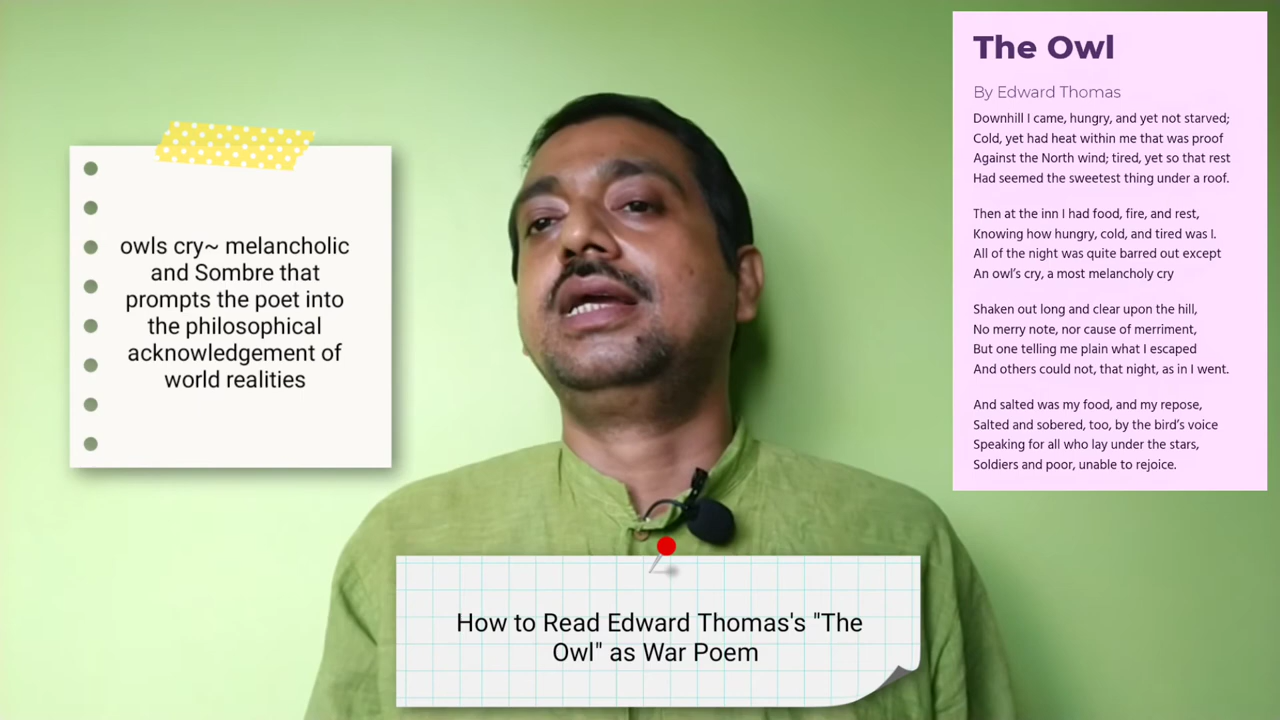 owls cry~ melancholic
and Sombre that
prompts the poet into
the philosophical
acknowledgement of
world realities
The Owl
By Edward Thomas
Downhill I came, hungry, and yet not starved;
Cold, yet had heat within me that was proof
Against the North wind; tired, yet so that rest
Had seemed the sweetest thing under a roof.
Then at the inn I had food, fire, and rest,
Knowing how hungry, cold, and tired was I.
All of the night was quite barred out except
An owl’s cry, a most melancholy cry
Shaken out long and clear upon the hill,
No merry note, nor cause of merriment,
But one telling me plain what I escaped
And others could not, that night, as in I went.
And salted was my food, and my repose,
Salted and sobered, too, by the bird’s voice
Speaking for all who lay under the stars,
Soldiers and poor, unable to rejoice.
How to Read Edward Thomas's "The
Owl" as War Poem